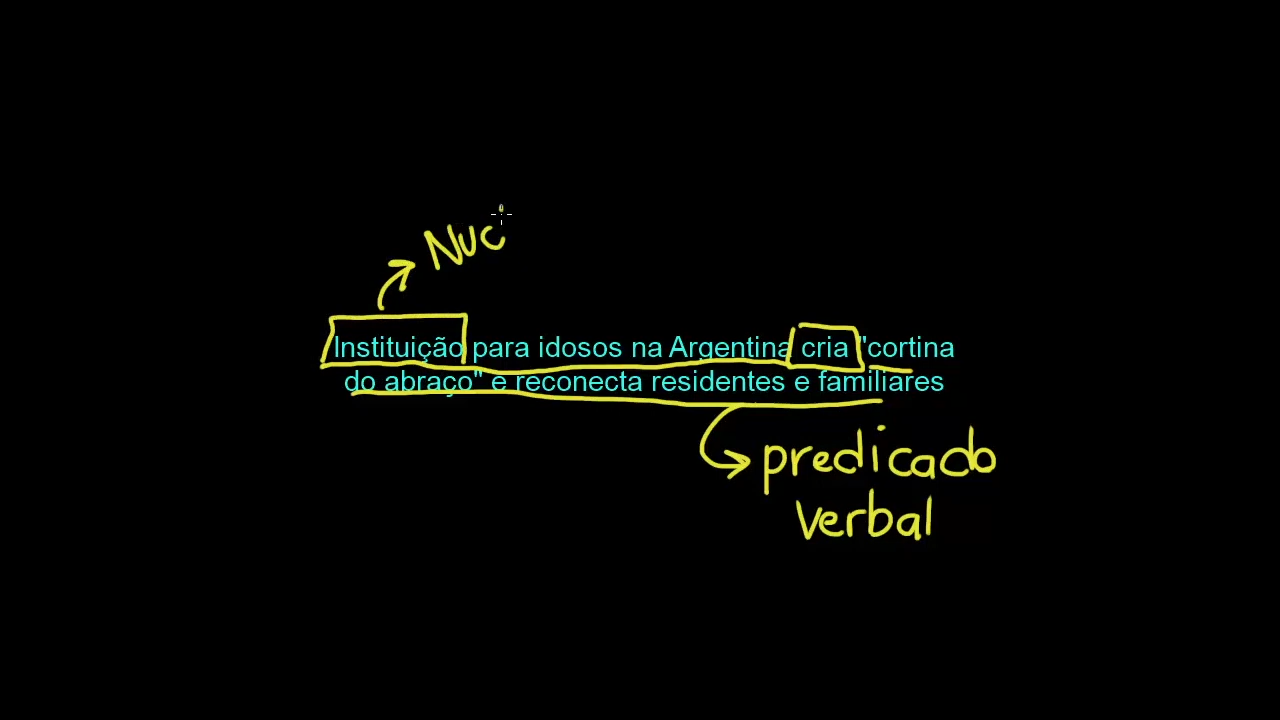 Nuc
Instituição para idosos na Argentina cria "cortina
do abraço" e reconecta residentes e familiares
predicado
verbal